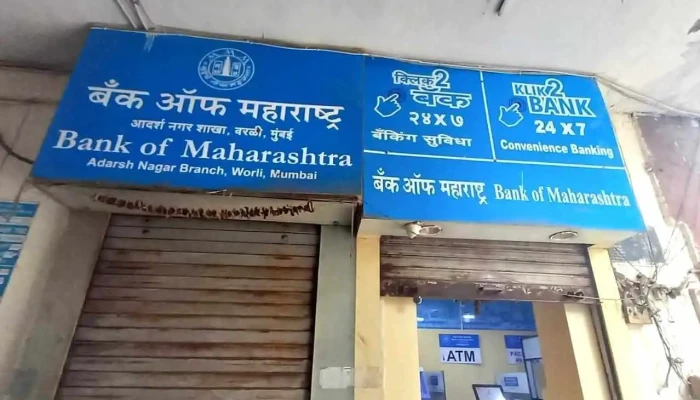 बँक ऑफ महाराष्ट्र
आदर्श नगर शाखा, वरळी, मुंबई
Bank of Maharashtra
Adarsh Nagar Branch, Worli, Mumbai
क्लिक2
बँक
२४X७
बँकिंग सुविधा
KLIK2
BANK
24 X 7
Convenience Banking
बँक ऑफ महाराष्ट्र Bank of Maharashtra
ATM